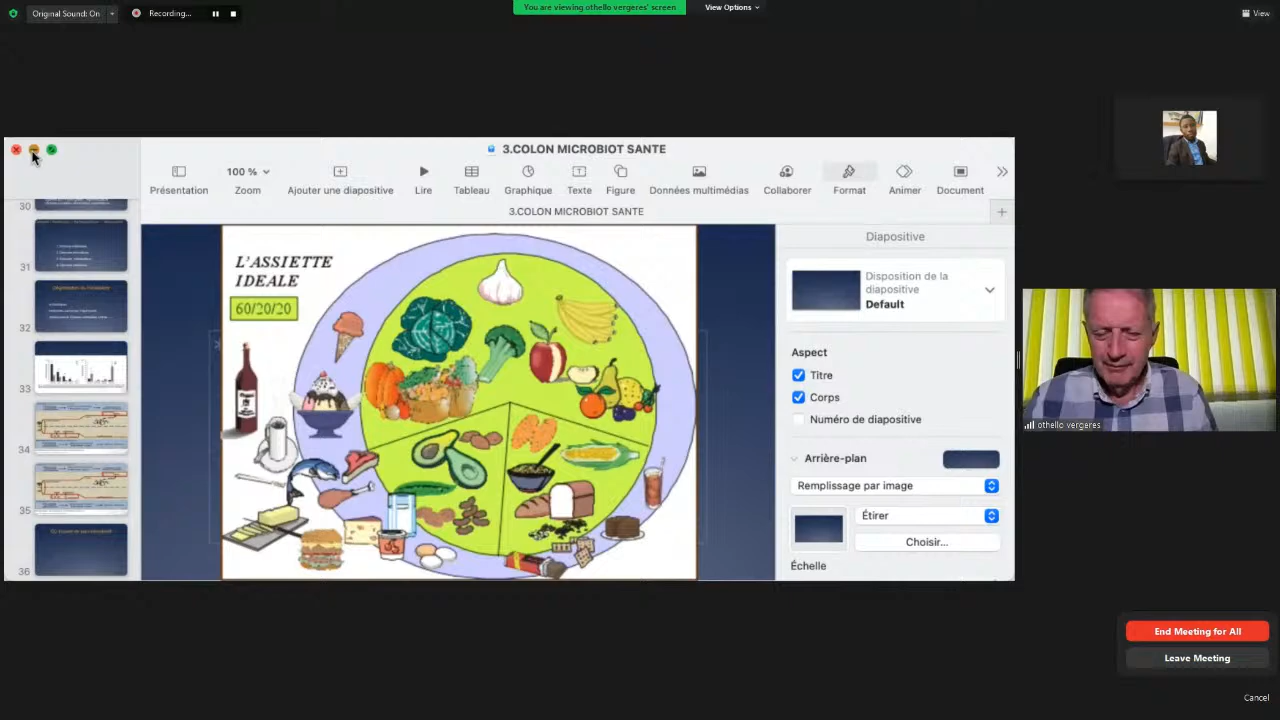 Original Sound: On
Recording...
You are viewing othello vergeres' screen
View Options
View
3.COLON MICROBIOT SANTE
Présentation
100 %
Zoom
Ajouter une diapositive
Lire
Tableau
Graphique
Texte
Figure
Données multimédias
Collaborer
Format
Animer
Document
3.COLON MICROBIOT SANTE
30
31
32
33
34
35
36
L'ASSIETTE
IDEALE
60/20/20
Diapositive
Disposition de la
diapositive
Default
Aspect
Titre
Corps
Numéro de diapositive
Arrière-plan
Remplissage par image
Étirer
Choisir...
Échelle
othello vergeres
End Meeting for All
Leave Meeting
Cancel